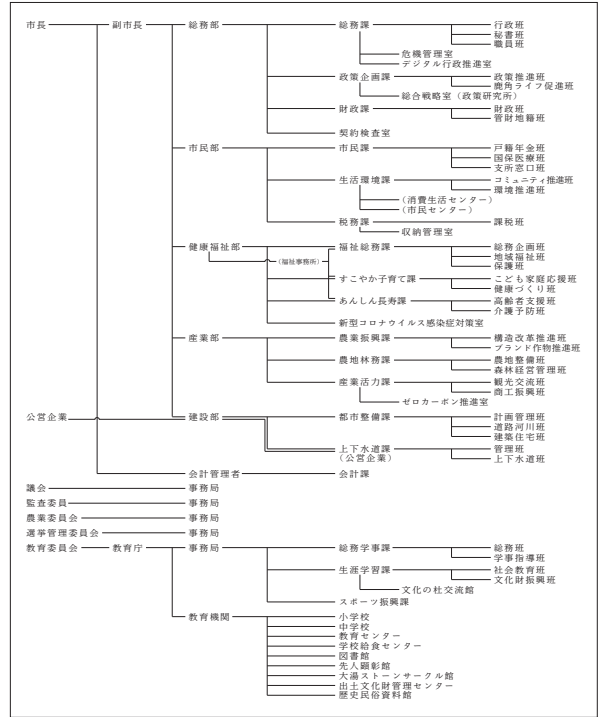 市長 副市長 総務部 総務課 行政班
秘書班
職員班
危機管理室
デジタル行政推進室
政策企画課 政策推進班
鹿角ライフ促進班
総合戦略室（政策研究所）
財政課 財政班
管財地籍班
契約検査室
市民部 市民課 戸籍年金班
国保医療班
支所窓口班
生活環境課 コミュニティ推進班
環境推進班
（消費生活センター）
（市民センター）
税務課 課税班
収納管理室
健康福祉部 福祉総務課 総務企画班
（福祉事務所） 地域福祉班
保護班
すこやか子育て課 こども家庭応援班
健康づくり班
あんしん長寿課 高齢者支援班
介護予防班
新型コロナウイルス感染症対策室
産業部 農業振興課 構造改革推進班
ブランド作物推進班
農地林務課 農地整備班
森林経営管理班
産業活力課 観光交流班
商工振興班
ゼロカーボン推進室
公営企業 建設部 都市整備課 計画管理班
道路河川班
建築住宅班
上下水道課 管理班
（公営企業） 上下水道班
会計管理者 会計課
議会 事務局
監査委員 事務局
農業委員会 事務局
選挙管理委員会 事務局
教育委員会 教育庁 事務局 総務学事課 総務班
学事指導班
生涯学習課 社会教育班
文化財振興班
文化の杜交流館
スポーツ振興課
教育機関 小学校
中学校
教育センター
学校給食センター
図書館
先人顕彰館
大湯ストーンサークル館
出土文化財管理センター
歴史民俗資料館